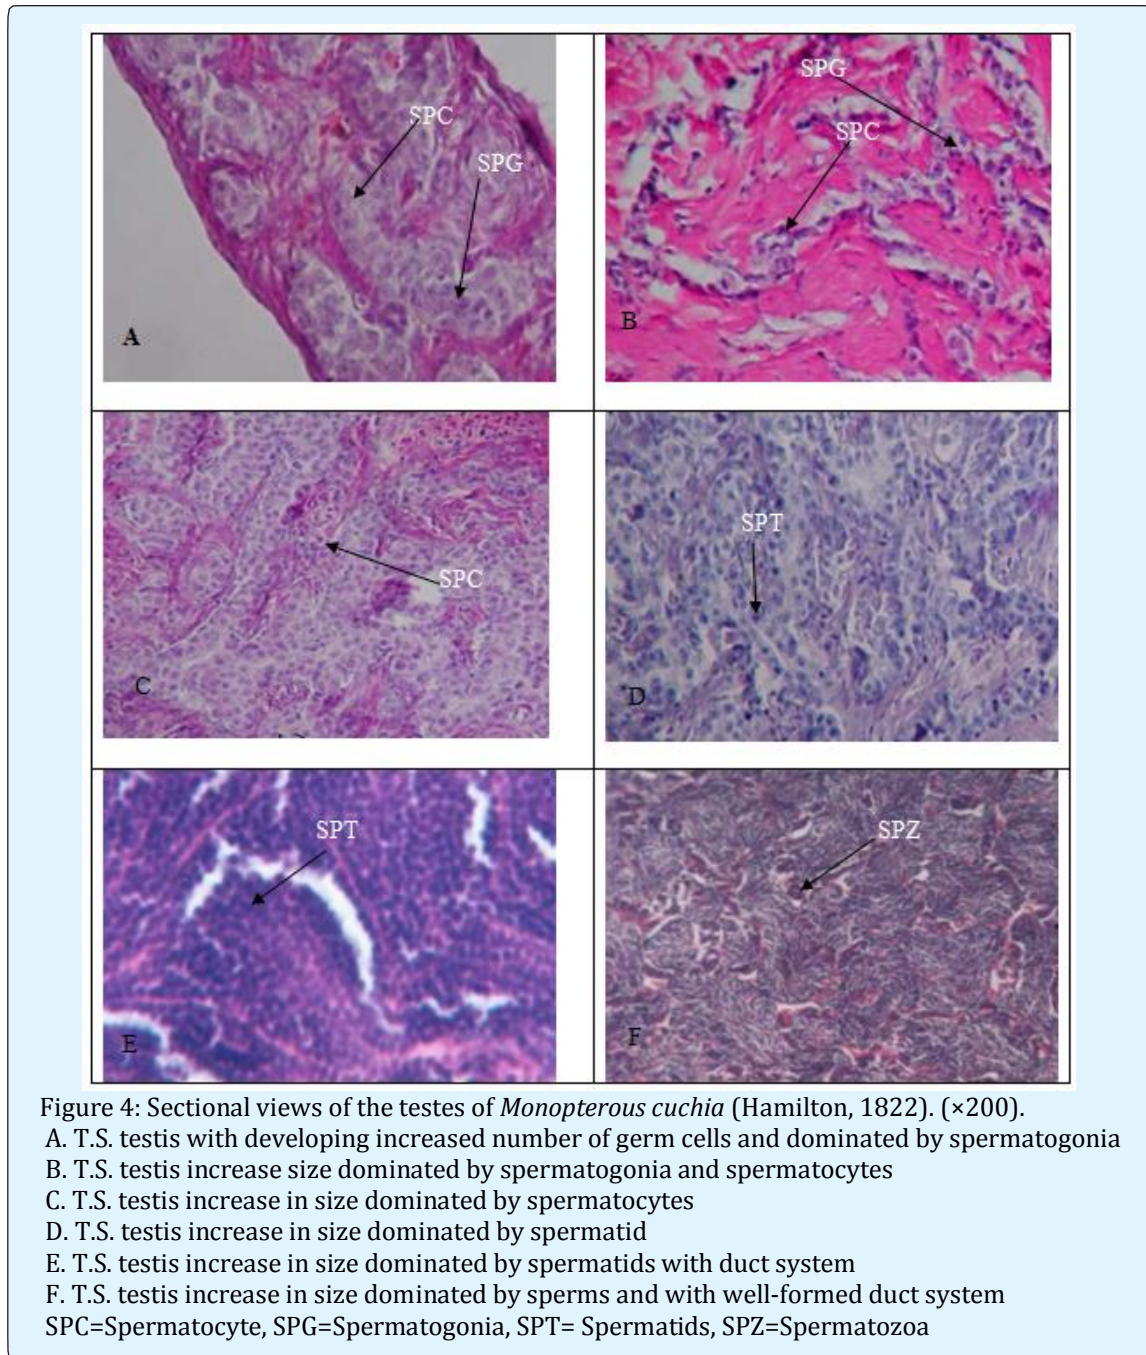 SPC
SPG
A
SPG
SPC
B
SPC
C
SPT
D
SPT
E
SPZ
F
Figure 4: Sectional views of the testes of Monopterous cuchia (Hamilton, 1822). (×200).
A. T.S. testis with developing increased number of germ cells and dominated by spermatogonia
B. T.S. testis increase size dominated by spermatogonia and spermatocytes
C. T.S. testis increase in size dominated by spermatocytes
D. T.S. testis increase in size dominated by spermatid
E. T.S. testis increase in size dominated by spermatids with duct system
F. T.S. testis increase in size dominated by sperms and with well-formed duct system
SPC=Spermatocyte, SPG=Spermatogonia, SPT= Spermatids, SPZ=Spermatozoa